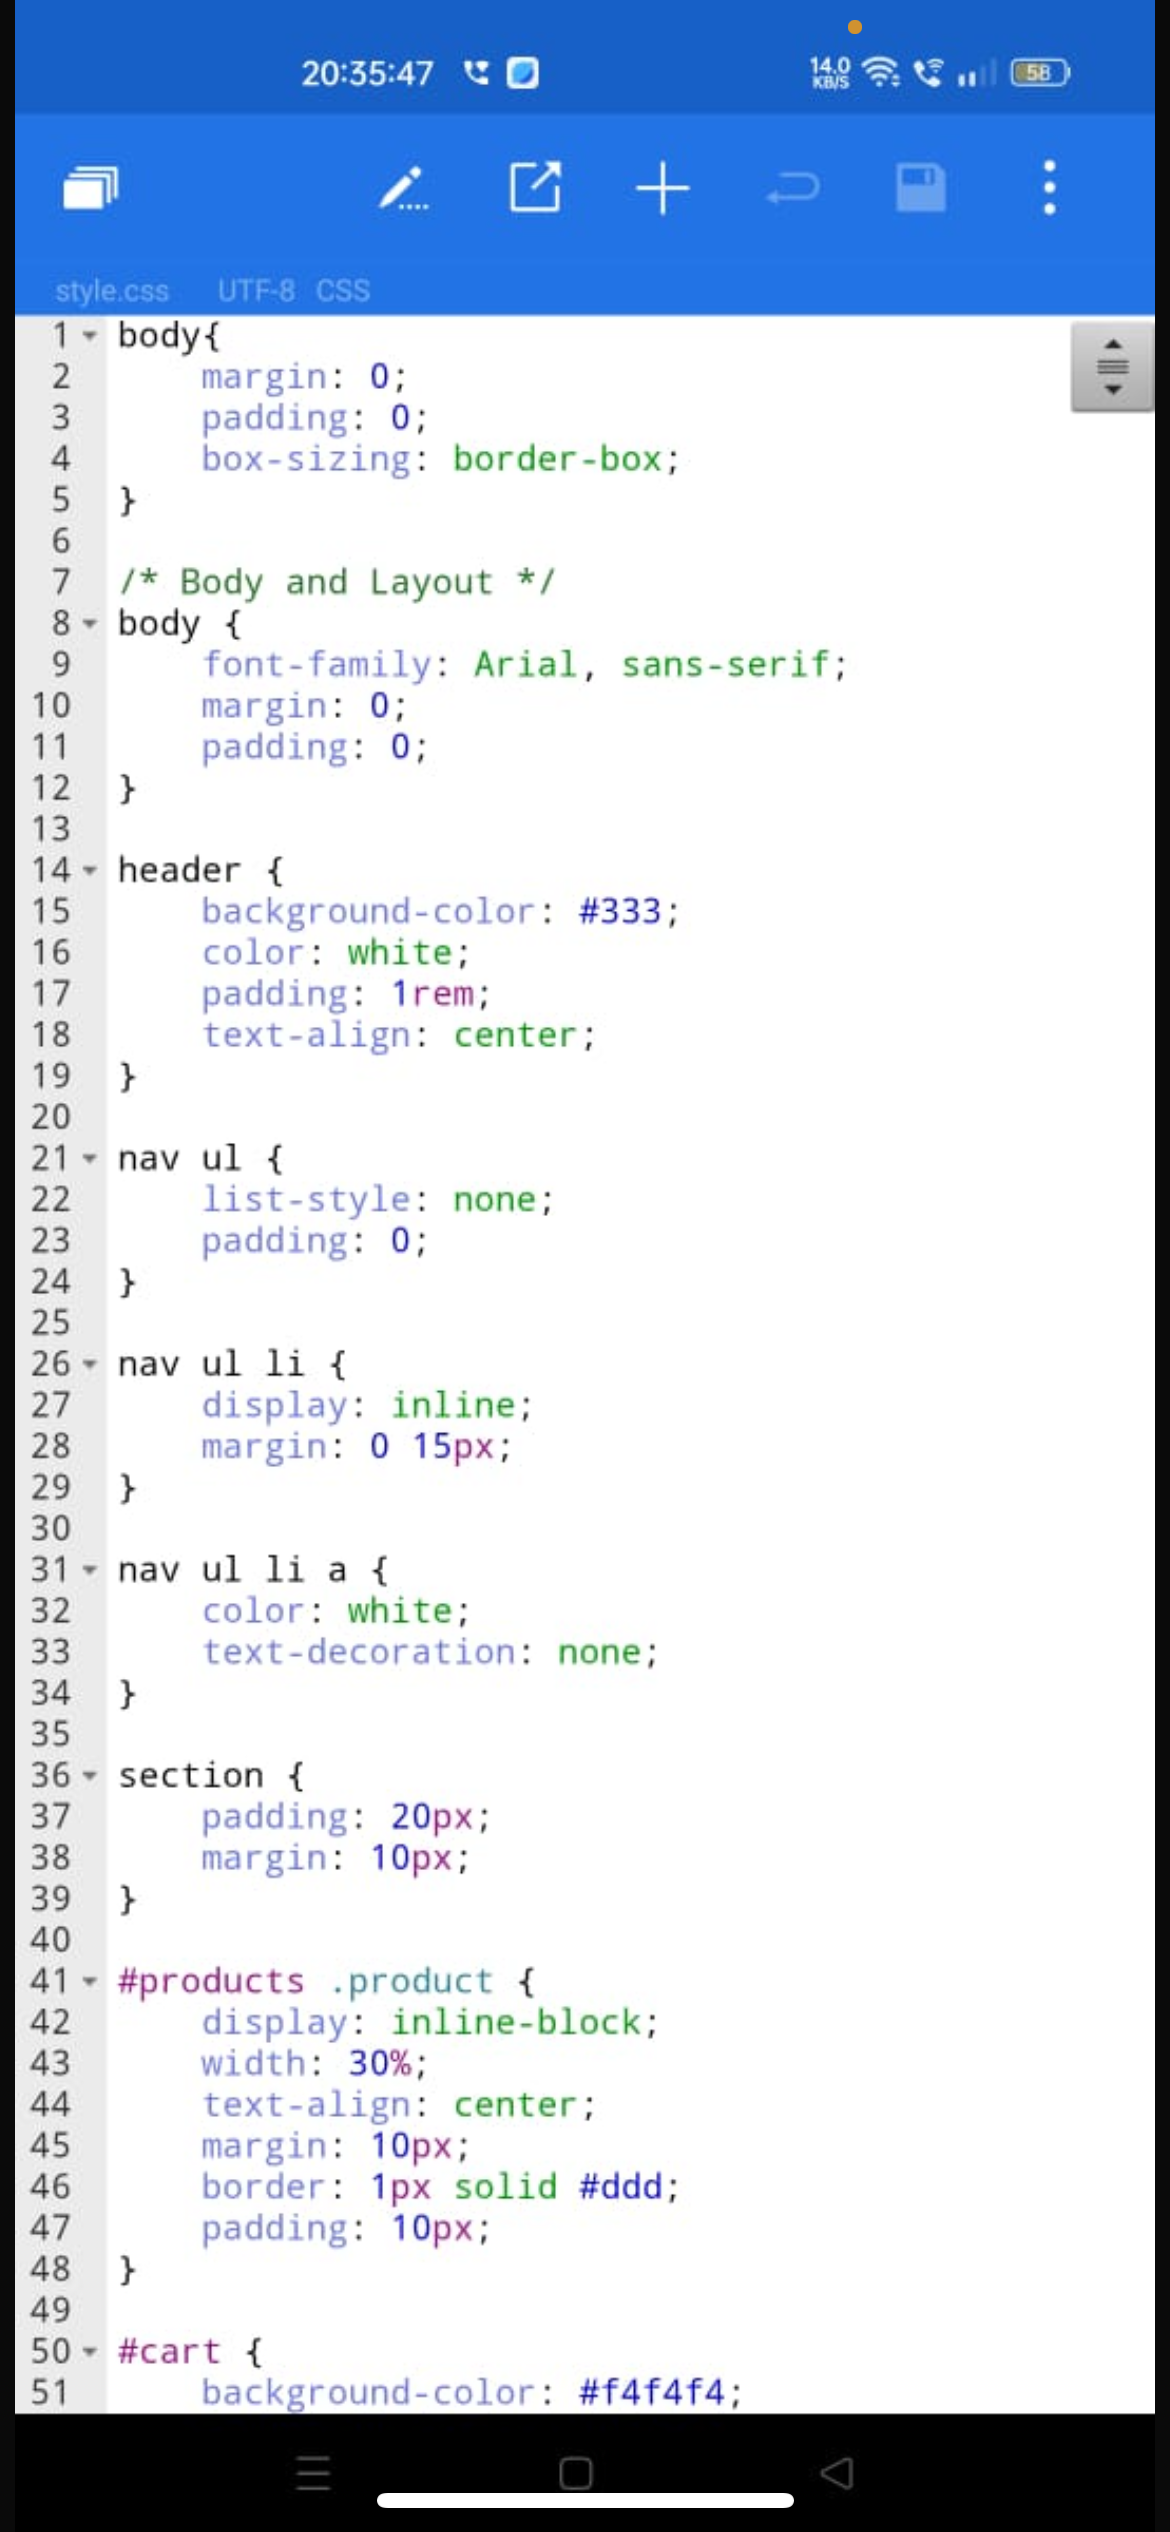 20:35:47 14.0 KB/S 58
style.css UTF-8 CSS
1 body{
2     margin: 0;
3     padding: 0;
4     box-sizing: border-box;
5 }
6
7 /* Body and Layout */
8 body {
9     font-family: Arial, sans-serif;
10     margin: 0;
11     padding: 0;
12 }
13
14 header {
15     background-color: #333;
16     color: white;
17     padding: 1rem;
18     text-align: center;
19 }
20
21 nav ul {
22     list-style: none;
23     padding: 0;
24 }
25
26 nav ul li {
27     display: inline;
28     margin: 0 15px;
29 }
30
31 nav ul li a {
32     color: white;
33     text-decoration: none;
34 }
35
36 section {
37     padding: 20px;
38     margin: 10px;
39 }
40
41 #products .product {
42     display: inline-block;
43     width: 30%;
44     text-align: center;
45     margin: 10px;
46     border: 1px solid #ddd;
47     padding: 10px;
48 }
49
50 #cart {
51     background-color: #f4f4f4;